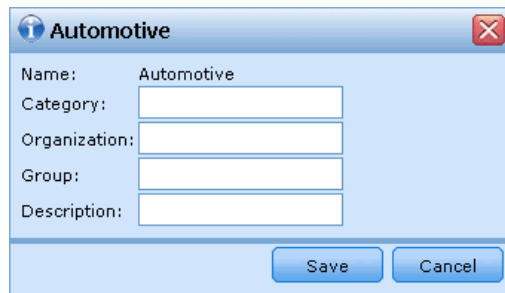 Automotive
Name: Automotive
Category:
Organization:
Group:
Description:
Save Cancel